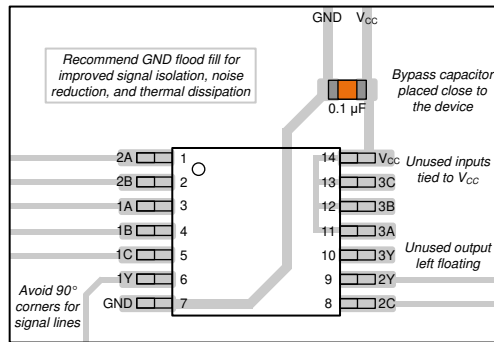 GND VCC
Recommend GND flood fill for
improved signal isolation, noise
reduction, and thermal dissipation
Bypass capacitor
placed close to
the device
0.1 µF
2A 1 14 VCC
Unused inputs
tied to VCC
2B 2 13 3C
1A 3 12 3B
1B 4 11 3A
1C 5 10 3Y
Unused output
left floating
1Y 6 9 2Y
GND 7 8 2C
Avoid 90°
corners for
signal lines